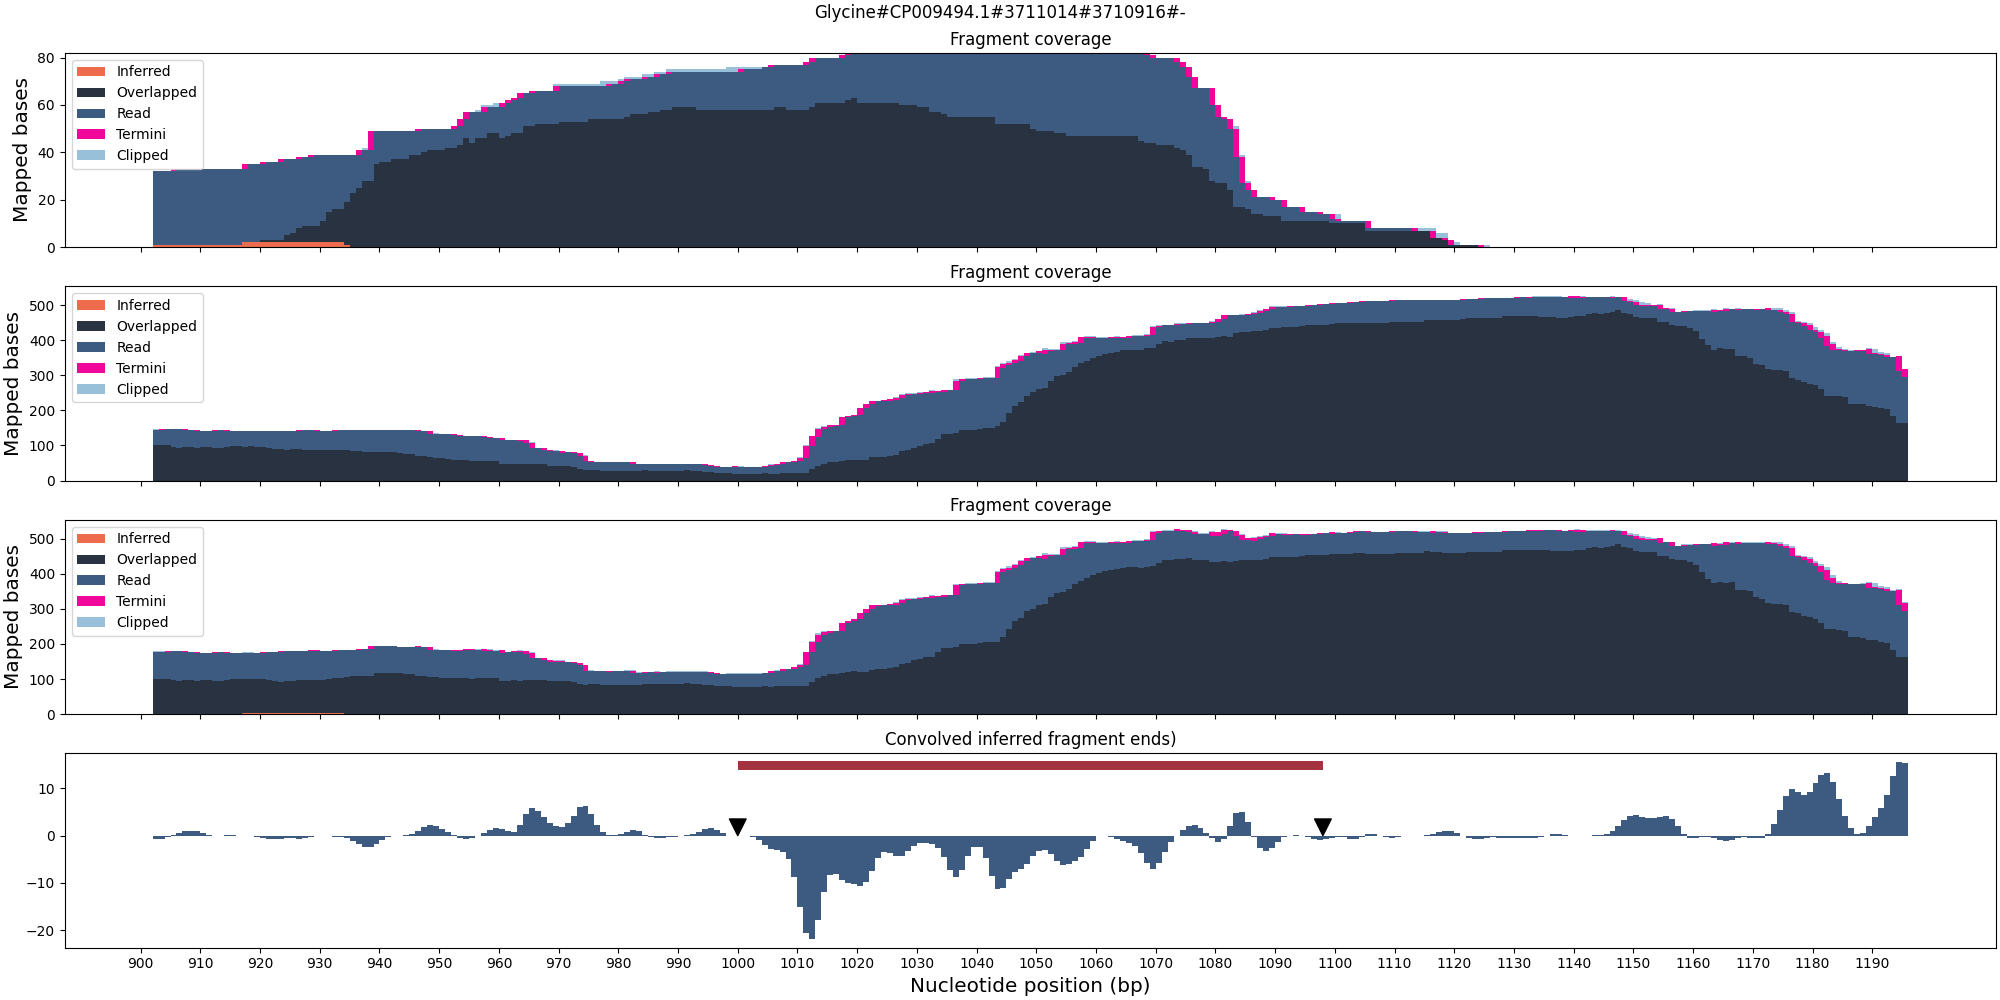 Glycine#CP009494.1#3711014#3710916#-
Fragment coverage
Mapped bases
80
60
40
20
0
Inferred
Overlapped
Read
Termini
Clipped
Fragment coverage
Mapped bases
500
400
300
200
100
0
Inferred
Overlapped
Read
Termini
Clipped
Fragment coverage
Mapped bases
500
400
300
200
100
0
Inferred
Overlapped
Read
Termini
Clipped
Convolved inferred fragment ends)
10
0
−10
−20
900 910 920 930 940 950 960 970 980 990 1000 1010 1020 1030 1040 1050 1060 1070 1080 1090 1100 1110 1120 1130 1140 1150 1160 1170 1180 1190
Nucleotide position (bp)